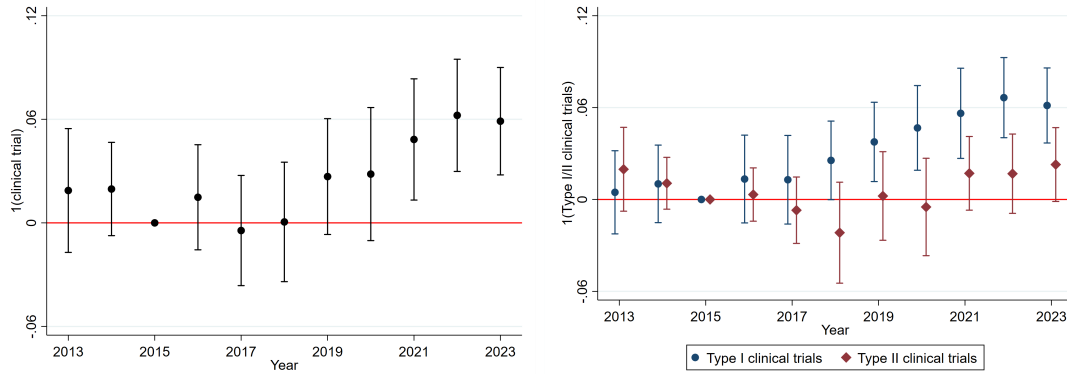 1(clinical trial)
.12
.06
0
-.06
2013 2015 2017 2019 2021 2023
Year
1(Type I/II clinical trials)
.12
.06
0
-.06
2013 2015 2017 2019 2021 2023
Year
Type I clinical trials Type II clinical trials